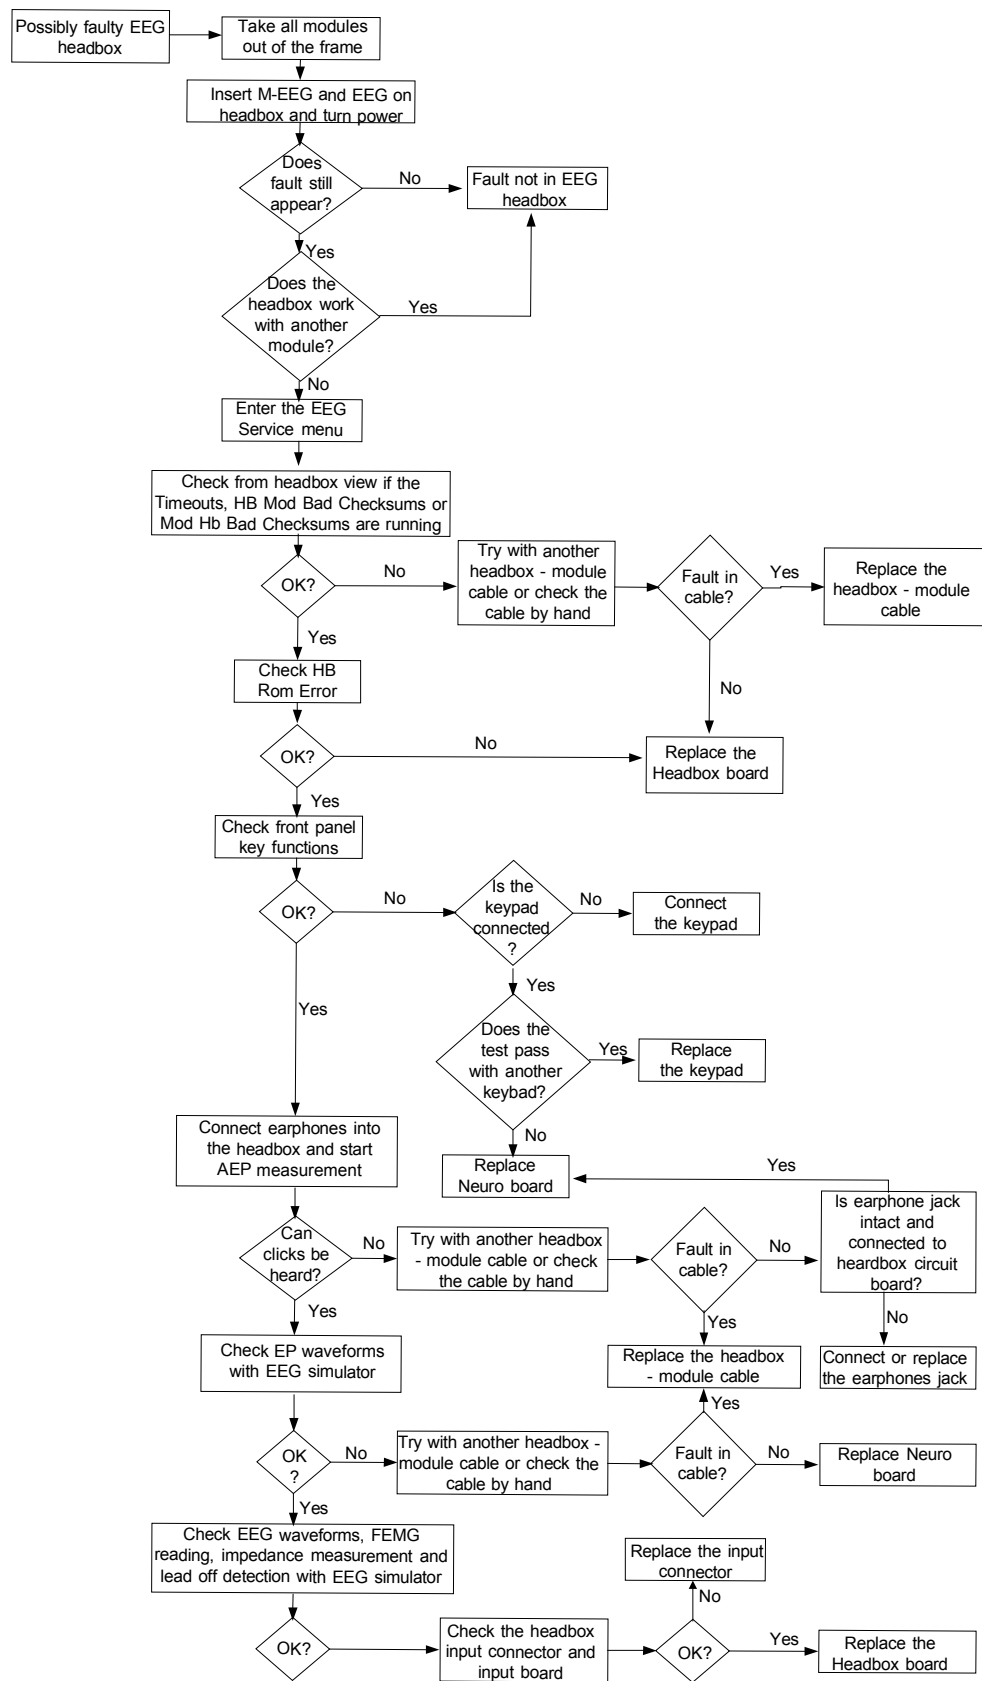 Possibly faulty EEG
headbox
Take all modules
out of the frame
Insert M-EEG and EEG on
headbox and turn power
Does
fault still
appear?
No
Fault not in EEG
headbox
Yes
Does the
headbox work
with another
module?
Yes
No
Enter the EEG
Service menu
Check from headbox view if the
Timeouts, HB Mod Bad Checksums or
Mod Hb Bad Checksums are running
OK?
No
Try with another
headbox - module
cable or check the
cable by hand
Fault in
cable?
Yes
Replace the
headbox - module
cable
Yes
No
Check HB
Rom Error
OK?
No
Replace the
Headbox board
Yes
Check front panel
key functions
OK?
No
Is the
keypad
connected
?
No
Connect
the keypad
Yes
Yes
Does the
test pass
with another
keybad?
Yes
Replace
the keypad
No
Replace
Neuro board
Connect earphones into
the headbox and start
AEP measurement
Yes
Can
clicks be
heard?
No
Try with another headbox
- module cable or check
the cable by hand
Fault in
cable?
No
Is earphone jack
intact and
connected to
heardbox circuit
board?
Yes
Yes
No
Check EP waveforms
with EEG simulator
Replace the headbox
- module cable
Connect or replace
the earphones jack
Yes
OK
?
No
Try with another headbox -
module cable or check the
cable by hand
Fault in
cable?
No
Replace Neuro
board
Yes
Check EEG waveforms, FEMG
reading, impedance measurement and
lead off detection with EEG simulator
Replace the input
connector
No
OK?
Check the headbox
input connector and
input board
OK?
Yes
Replace the
Headbox board